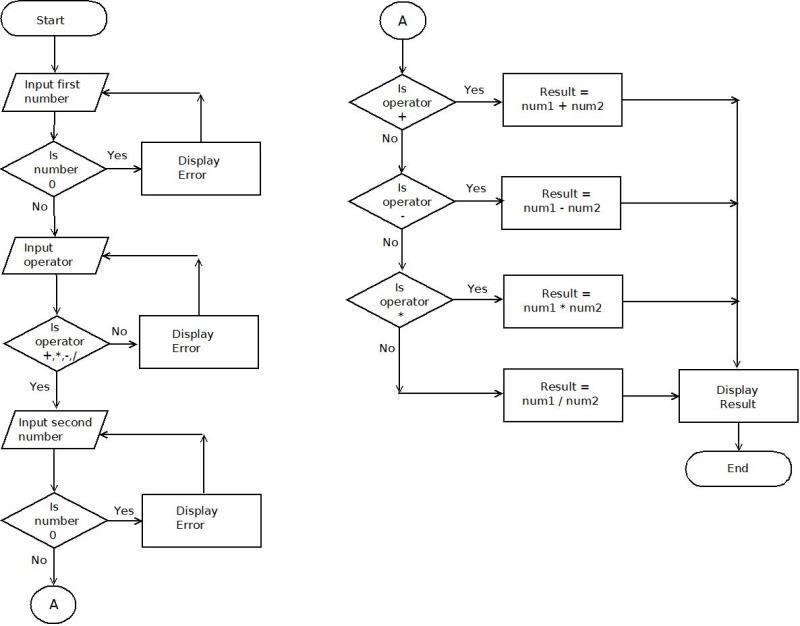 Start
Input first
number
Is
number
0
Yes
Display
Error
No
Input
operator
Is
operator
+,*,-,/
No
Display
Error
Yes
Input second
number
Is
number
0
Yes
Display
Error
No
A
A
Is
operator
+
Yes
Result =
num1 + num2
No
Is
operator
-
Yes
Result =
num1 - num2
No
Is
operator
*
Yes
Result =
num1 * num2
No
Result =
num1 / num2
Display
Result
End